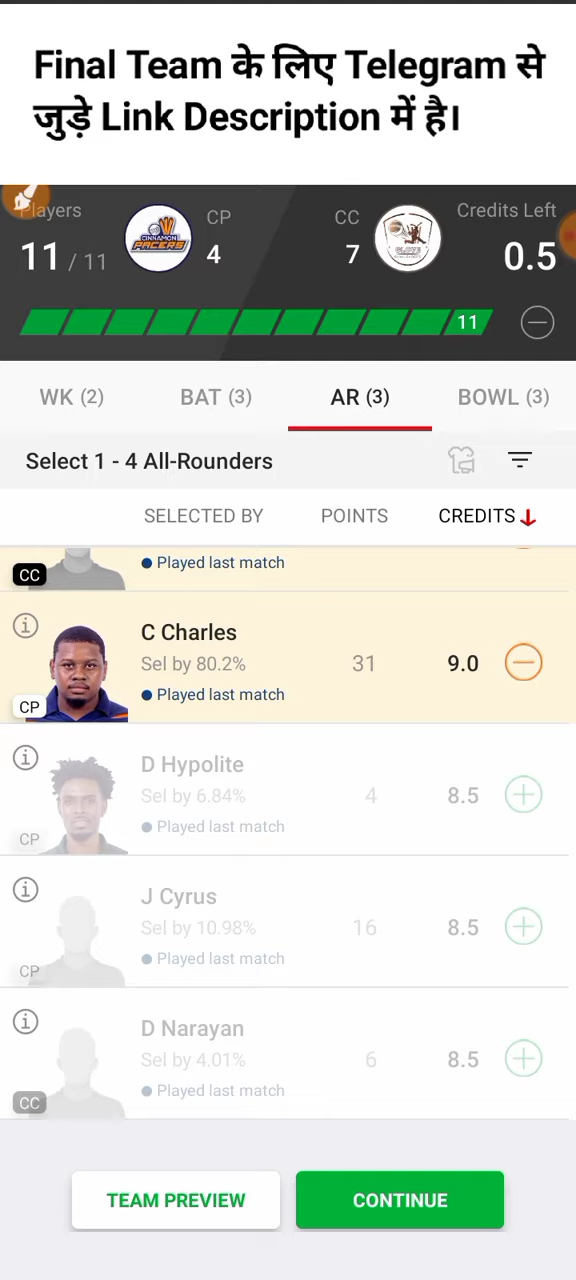 Final Team के लिए Telegram से
जुड़े Link Description में है।
Players
CP
CC
Credits Left
11 / 11
4
7
0.5
CINNAMON
PACERS
11
WK (2)
BAT (3)
AR (3)
BOWL (3)
Select 1 - 4 All-Rounders
SELECTED BY
POINTS
CREDITS
Played last match
CC
C Charles
Sel by 80.2%
31
9.0
Played last match
CP
D Hypolite
Sel by 6.84%
4
8.5
Played last match
CP
J Cyrus
Sel by 10.98%
16
8.5
Played last match
CP
D Narayan
Sel by 4.01%
6
8.5
Played last match
CC
TEAM PREVIEW
CONTINUE